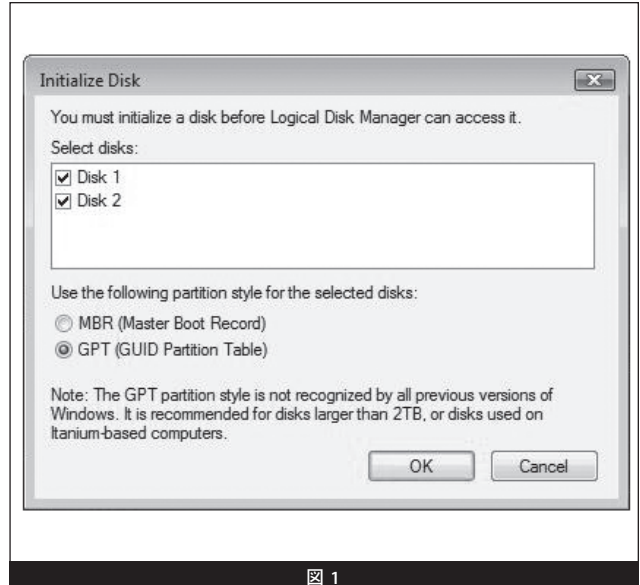 Initialize Disk
You must initialize a disk before Logical Disk Manager can access it.
Select disks:
Disk 1
Disk 2
Use the following partition style for the selected disks:
MBR (Master Boot Record)
GPT (GUID Partition Table)
Note: The GPT partition style is not recognized by all previous versions of
Windows. It is recommended for disks larger than 2TB, or disks used on
Itanium-based computers.
OK
Cancel
図 1